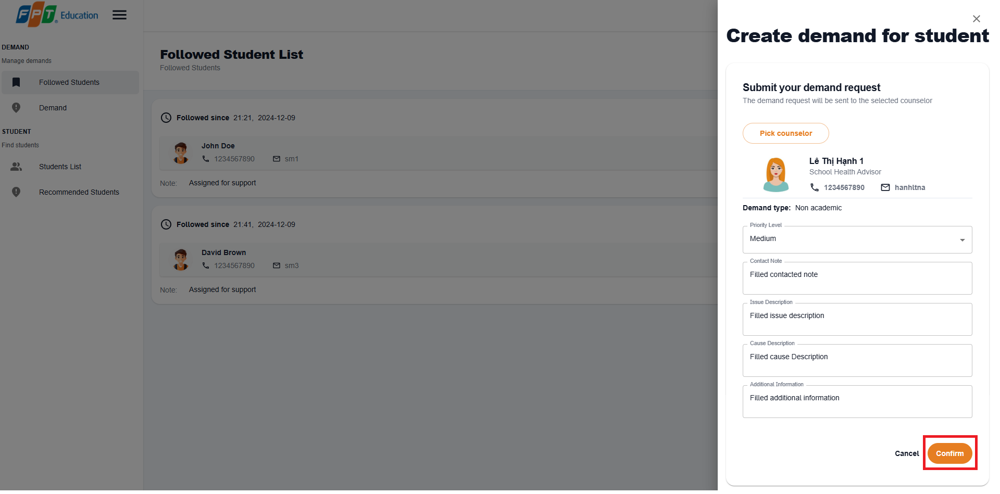 FPT Education
DEMAND
Manage demands
Followed Students
Demand
STUDENT
Find students
Students List
Recommended Students
Followed Student List
Followed Students
Followed since 21:21, 2024-12-09
John Doe
1234567890 sm1
Note: Assigned for support
Followed since 21:41, 2024-12-09
David Brown
1234567890 sm3
Note: Assigned for support
Create demand for student
Submit your demand request
The demand request will be sent to the selected counselor
Pick counselor
Lê Thị Hạnh 1
School Health Advisor
1234567890 hanhltna
Demand type: Non academic
Priority Level
Medium
Contact Note
Filled contacted note
Issue Description
Filled issue description
Cause Description
Filled cause Description
Additional Information
Filled additional information
Cancel Confirm